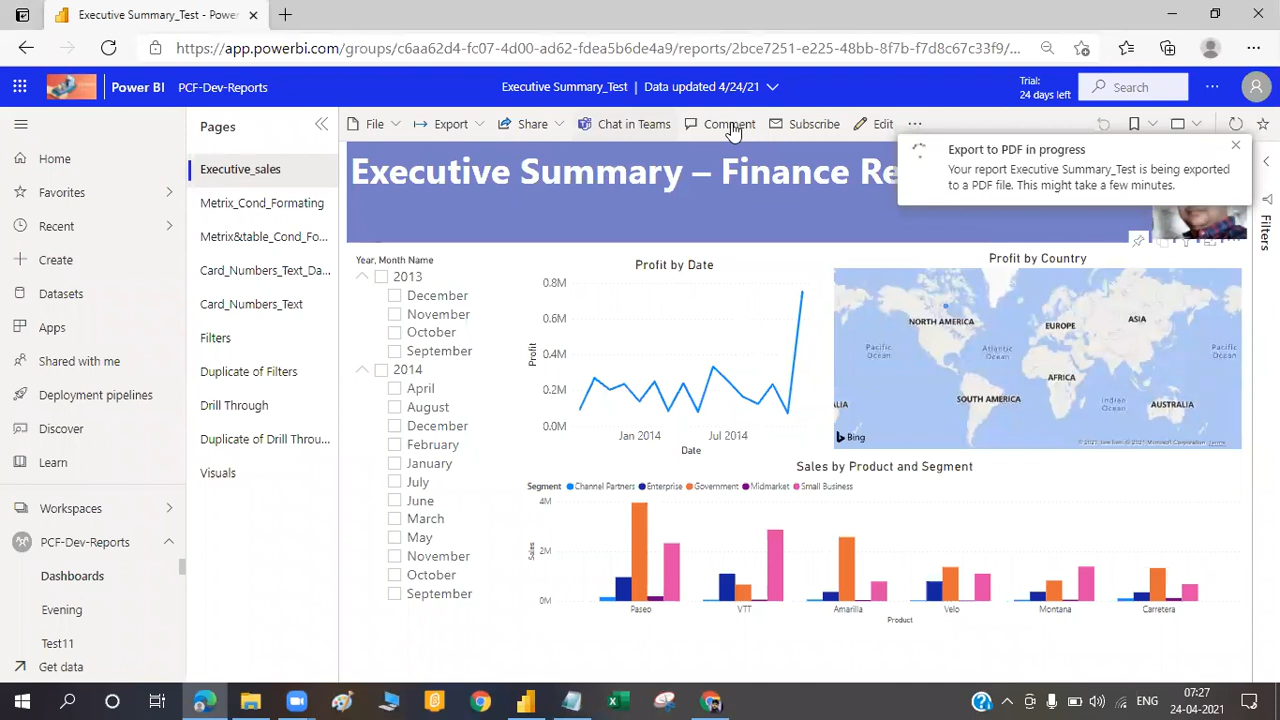 Executive Summary_Test - Powe
https://app.powerbi.com/groups/c6aa62d4-fc07-4d00-ad62-fdea5b6de4a9/reports/2bce7251-e225-48bb-8f7b-f7d8c67c33f9/...
Power BI
PCF-Dev-Reports
Executive Summary_Test
Data updated 4/24/21
Trial:
24 days left
Search
Home
Favorites
Recent
Create
Datasets
Apps
Shared with me
Deployment pipelines
Discover
Learn
Workspaces
PCF-Dev-Reports
Dashboards
Evening
Test11
Get data
Pages
Executive_sales
Metrix_Cond_Formating
Metrix&table_Cond_Fo...
Card_Numbers_Text_Da...
Card_Numbers_Text
Filters
Duplicate of Filters
Drill Through
Duplicate of Drill Throu...
Visuals
File
Export
Share
Chat in Teams
Comment
Subscribe
Edit
Export to PDF in progress
Your report Executive Summary_Test is being exported
to a PDF file. This might take a few minutes.
Executive Summary – Finance Re
Filters
Year, Month Name
2013
December
November
October
September
2014
April
August
December
February
January
July
June
March
May
November
October
September
Profit by Date
0.8M
0.6M
0.4M
0.2M
0.0M
Profit
Jan 2014
Jul 2014
Date
Profit by Country
NORTH AMERICA
EUROPE
ASIA
Pacific
Ocean
Atlantic
Ocean
Pacific
Ocean
AFRICA
SOUTH AMERICA
Indian
Ocean
AUSTRALIA
ALIA
Bing
Sales by Product and Segment
Segment
Channel Partners
Enterprise
Government
Midmarket
Small Business
4M
2M
0M
Sales
Paseo
VTT
Amarilla
Velo
Montana
Carretera
Product
ENG
07:27
24-04-2021